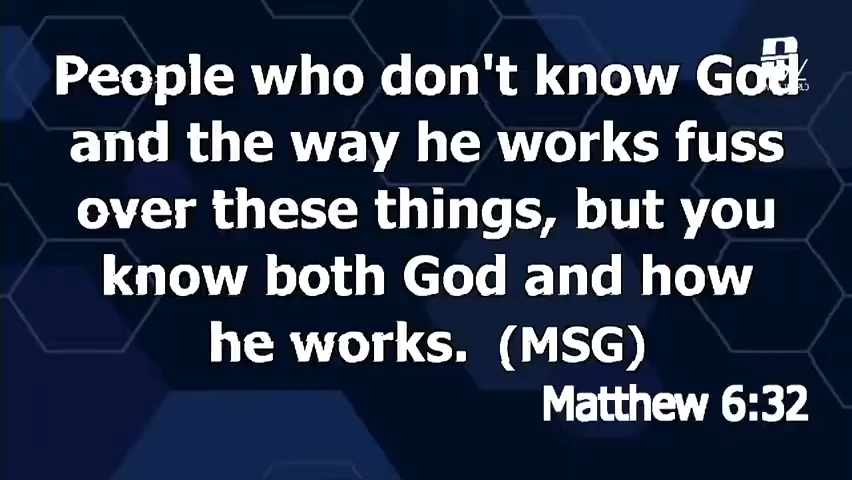 People who don't know God
and the way he works fuss
over these things, but you
know both God and how
he works. (MSG)
Matthew 6:32